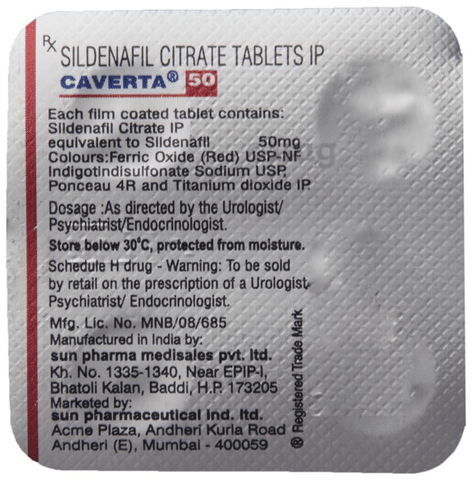 Rx SILDENAFIL CITRATE TABLETS IP
CAVERTA® 50
Each film coated tablet contains:
Sildenafil Citrate IP
equivalent to Sildenafil 50mg
Colours:Ferric Oxide (Red) USP-NF
Indigotindisulfonate Sodium USP,
Ponceau 4R and Titanium dioxide IP
Dosage :As directed by the Urologist/
Psychiatrist/Endocrinologist.
Store below 30°C, protected from moisture.
Schedule H drug - Warning: To be sold
by retail on the prescription of a Urologist
Psychiatrist/ Endocrinologist.
Mfg. Lic. No. MNB/08/685
Manufactured in India by:
sun pharma medisales pvt. ltd.
Kh. No. 1335-1340, Near EPIP-I,
Bhatoli Kalan, Baddi, H.P. 173205
Marketed by:
sun pharmaceutical ind. ltd.
Acme Plaza, Andheri Kurla Road
Andheri (E), Mumbai - 400059
® Registered Trade Mark